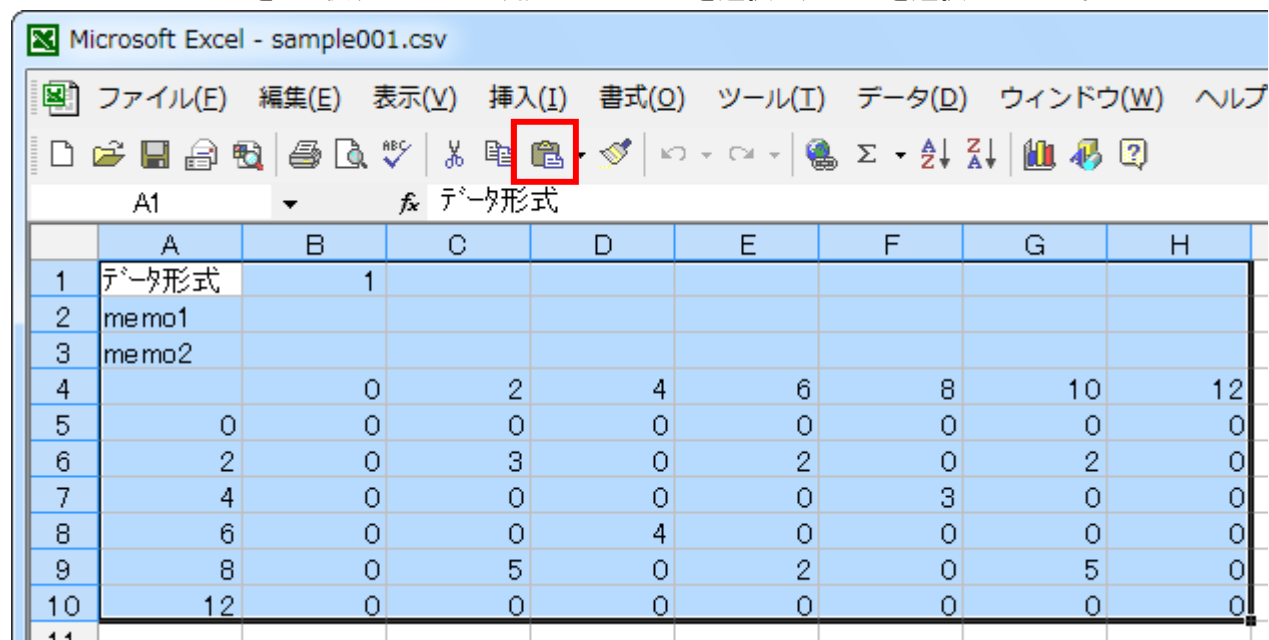 Microsoft Excel - sample001.csv
ファイル(F) 編集(E) 表示(V) 挿入(I) 書式(O) ツール(T) データ(D) ウィンドウ(W) ヘルプ
ABC Σ A Z Z A ?
A1 fx ﾃﾞｰﾀ形式
A B C D E F G H
1 ﾃﾞｰﾀ形式 1
2 memo1
3 memo2
4 0 2 4 6 8 10 12
5 0 0 0 0 0 0 0 0
6 2 0 3 0 2 0 2 0
7 4 0 0 0 0 3 0 0
8 6 0 0 4 0 0 0 0
9 8 0 5 0 2 0 5 0
10 12 0 0 0 0 0 0 0